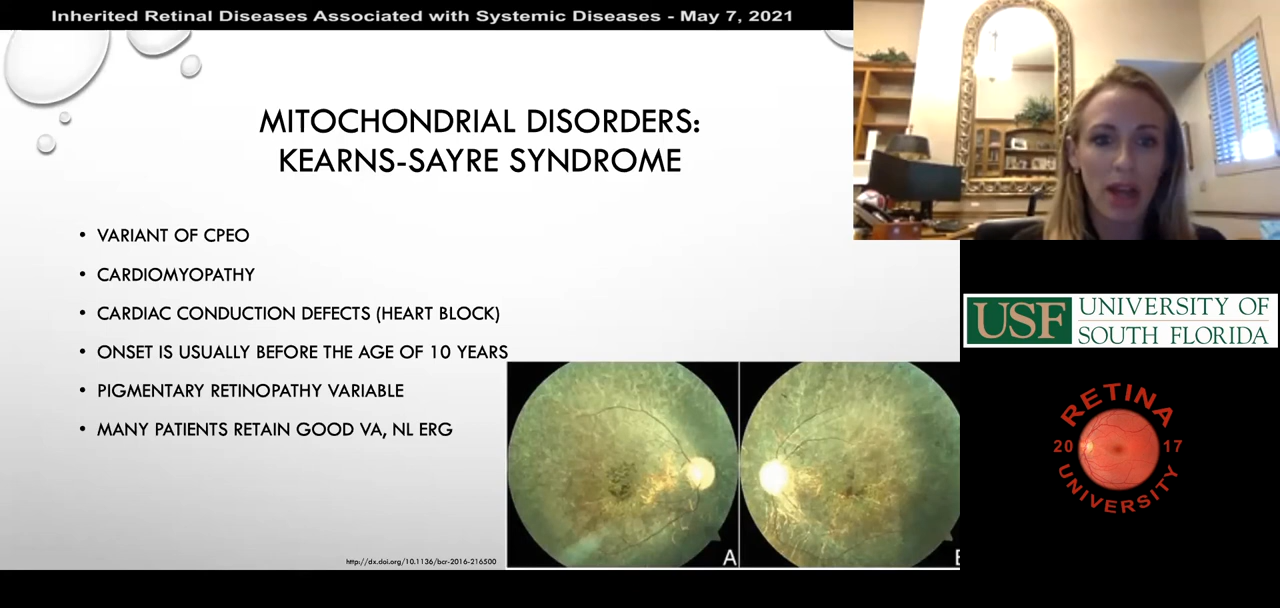 Inherited Retinal Diseases Associated with Systemic Diseases - May 7, 2021
MITOCHONDRIAL DISORDERS:
KEARNS-SAYRE SYNDROME
• VARIANT OF CPEO
• CARDIOMYOPATHY
• CARDIAC CONDUCTION DEFECTS (HEART BLOCK)
• ONSET IS USUALLY BEFORE THE AGE OF 10 YEARS
• PIGMENTARY RETINOPATHY VARIABLE
• MANY PATIENTS RETAIN GOOD VA, NL ERG
A
http://dx.doi.org/10.1136/bcr-2016-216500
USF UNIVERSITY OF
SOUTH FLORIDA
RETINA
20 17
UNIVERSITY